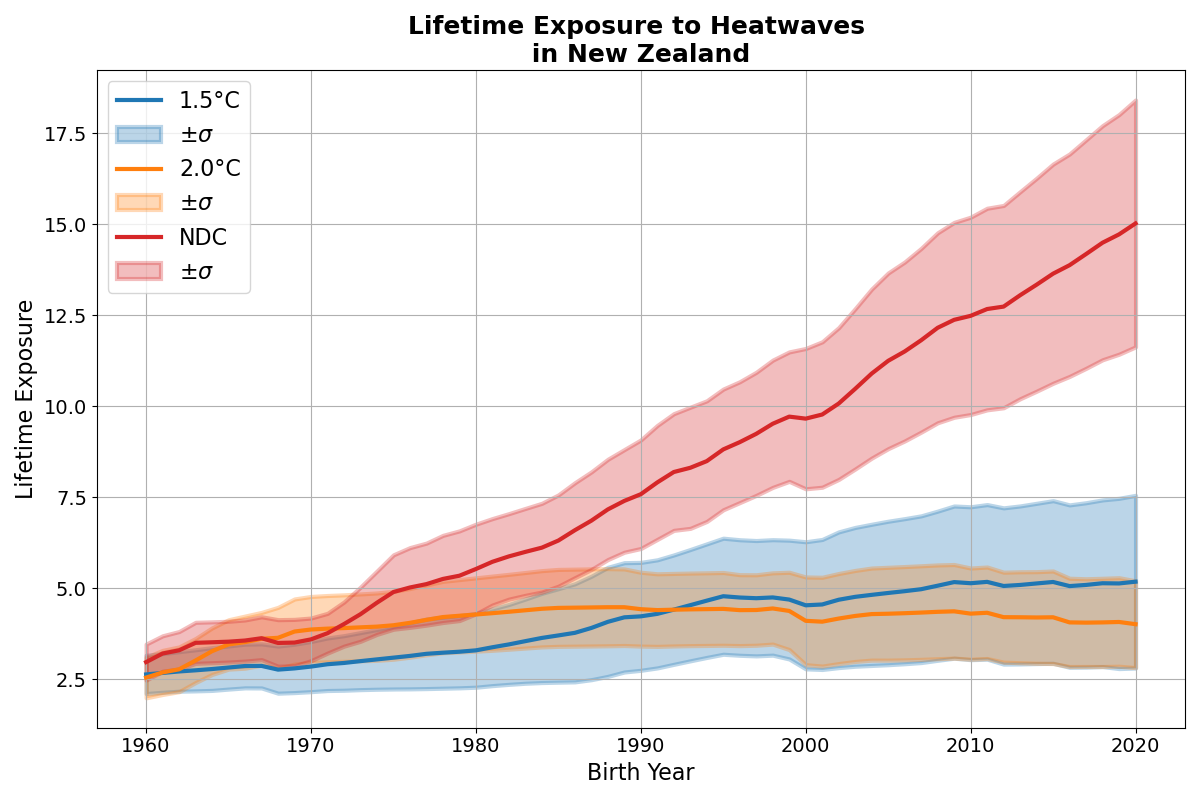 Lifetime Exposure to Heatwaves
in New Zealand
1.5°C
±σ
2.0°C
±σ
NDC
±σ
Lifetime Exposure
17.5
15.0
12.5
10.0
7.5
5.0
2.5
1960 1970 1980 1990 2000 2010 2020
Birth Year